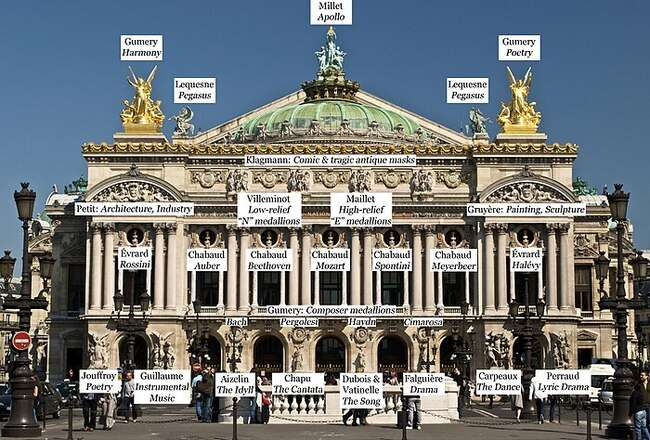 Millet
Apollo
Gumery
Harmony
Gumery
Poetry
Lequesne
Pegasus
Lequesne
Pegasus
Klagmann: Comic & tragic antique masks
Petit: Architecture, Industry
Villeminot
Low-relief
"N" medallions
Maillet
High-relief
"E" medallions
Gruyère: Painting, Sculpture
Évrard
Rossini
Chabaud
Auber
Chabaud
Beethoven
Chabaud
Mozart
Chabaud
Spontini
Chabaud
Meyerbeer
Évrard
Halévy
Gumery: Composer medallions
Bach
Pergolesi
Haydn
Cimarosa
Jouffroy
Poetry
Guillaume
Instrumental
Music
Aizelin
The Idyll
Chapu
The Cantata
Dubois &
Vatinelle
The Song
Falguière
Drama
Carpeaux
The Dance
Perraud
Lyric Drama